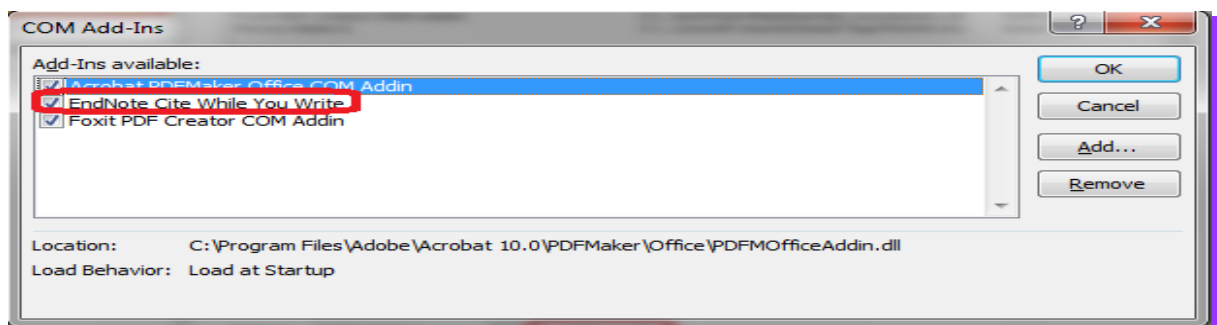 COM Add-Ins
Add-Ins available:
OK
Acrobat PDFMaker Office COM Addin
EndNote Cite While You Write
Cancel
Foxit PDF Creator COM Addin
Add...
Remove
Location: C:\Program Files\Adobe\Acrobat 10.0\PDFMaker\Office\PDFMOfficeAddin.dll
Load Behavior: Load at Startup